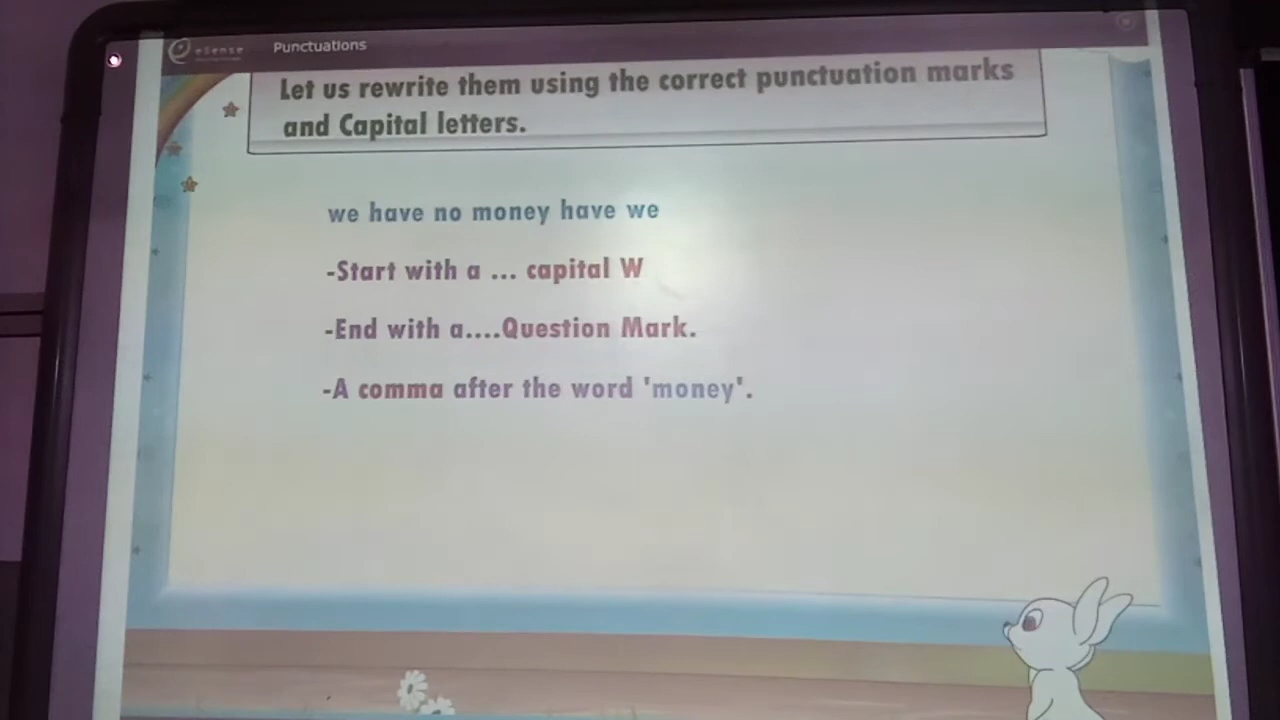 eSense
Punctuations
Let us rewrite them using the correct punctuation marks
and Capital letters.
we have no money have we
-Start with a ... capital W
-End with a....Question Mark.
-A comma after the word 'money'.